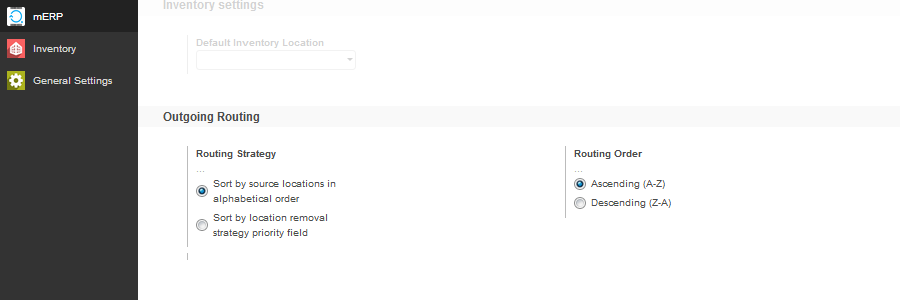 mERP
Inventory
General Settings
Inventory settings
Default Inventory Location
Outgoing Routing
Routing Strategy
...
Sort by source locations in
alphabetical order
Sort by location removal
strategy priority field
Routing Order
...
Ascending (A-Z)
Descending (Z-A)